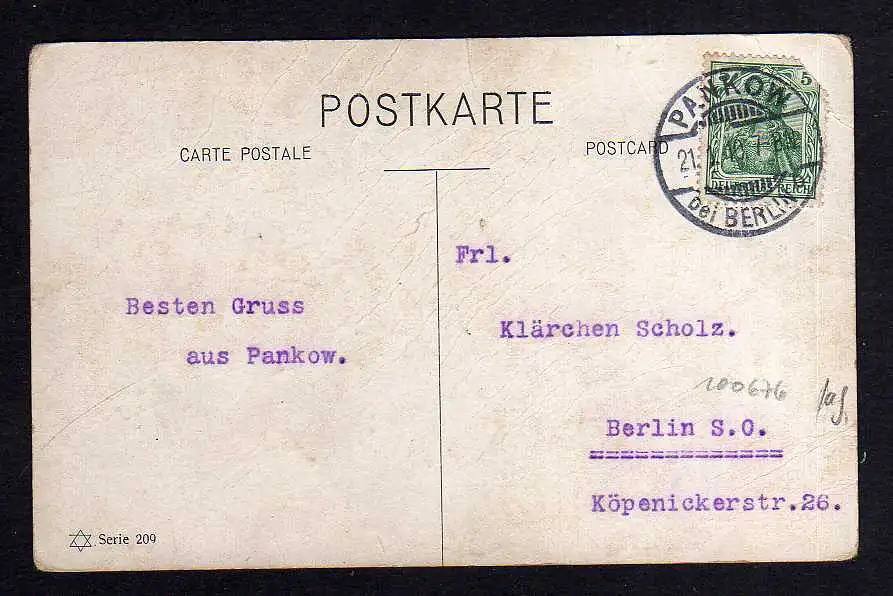 POSTKARTE
CARTE POSTALE
POSTCARD
5
PANKOW
21.
bei BERLIN
REICH
Besten Gruss
aus Pankow.
Frl.
Klärchen Scholz.
100676
Berlin S.O.
=============
Köpenickerstr.26.
Serie 209